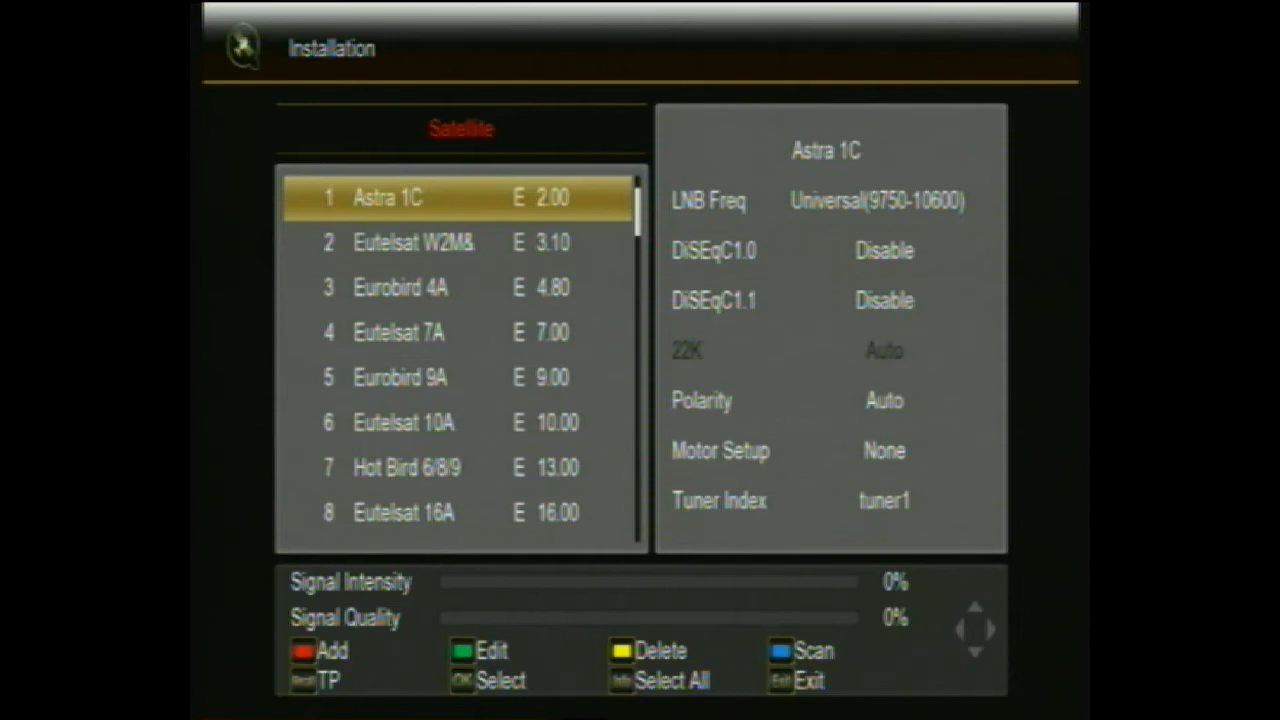 Installation
Satellite
1 Astra 1C E 2.00
2 Eutelsat W2M& E 3.10
3 Eurobird 4A E 4.80
4 Eutelsat 7A E 7.00
5 Eurobird 9A E 9.00
6 Eutelsat 10A E 10.00
7 Hot Bird 6/8/9 E 13.00
8 Eutelsat 16A E 16.00
Astra 1C
LNB Freq Universal(9750-10600)
DiSEqC1.0 Disable
DiSEqC1.1 Disable
22K Auto
Polarity Auto
Motor Setup None
Tuner Index tuner1
Signal Intensity 0%
Signal Quality 0%
Add Edit Delete Scan
TP OK Select Info Select All Exit Exit